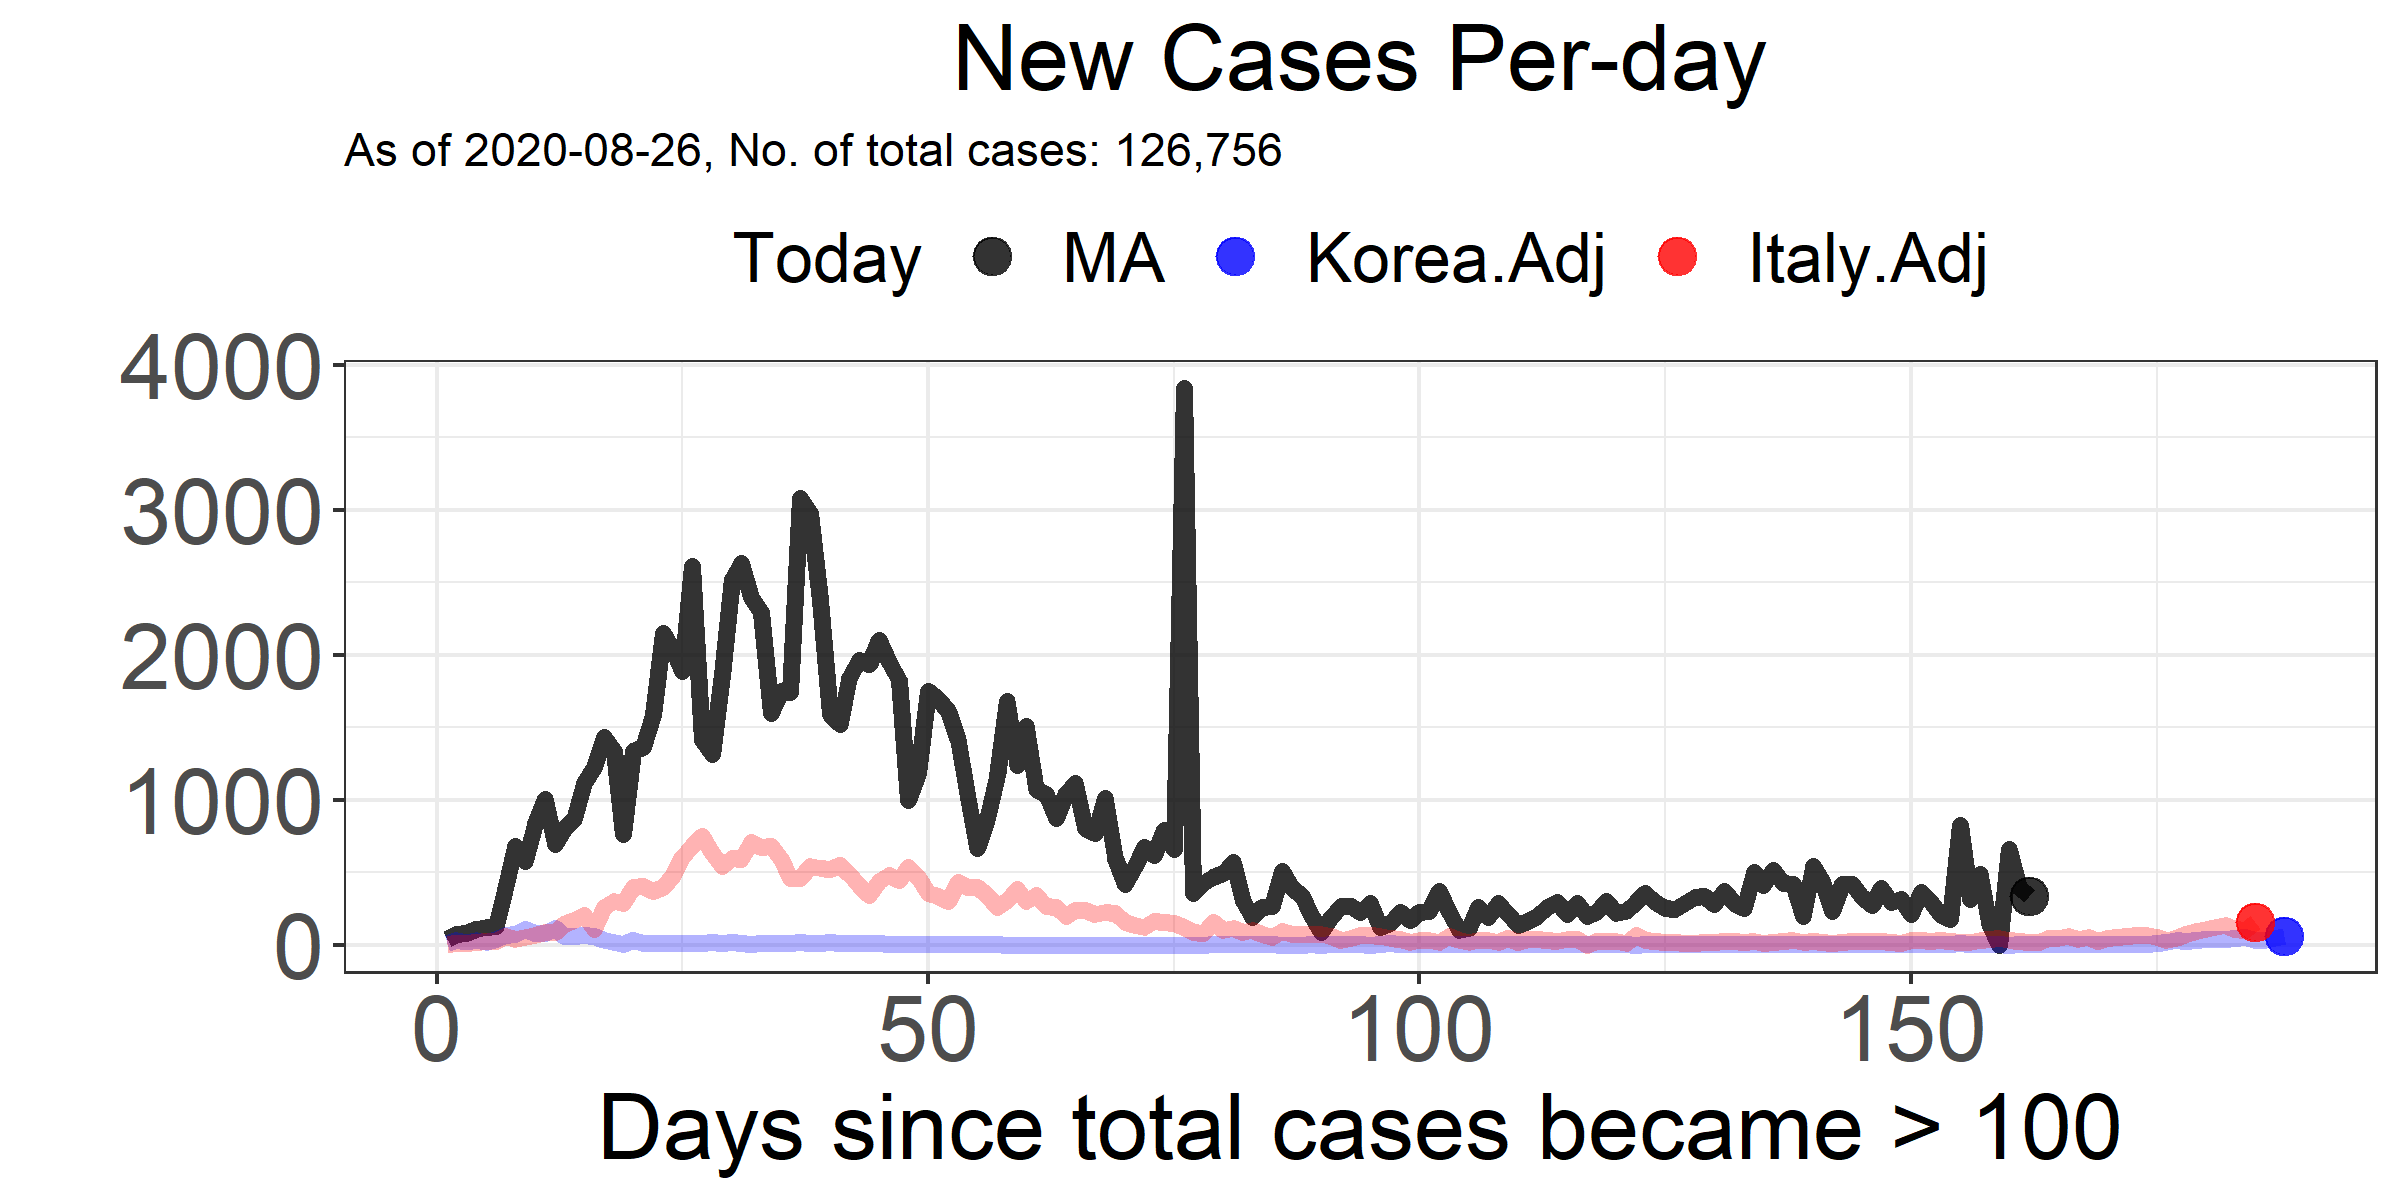 New Cases Per-day
As of 2020-08-26, No. of total cases: 126,756
Today MA Korea.Adj Italy.Adj
4000
3000
2000
1000
0
0 50 100 150
Days since total cases became > 100